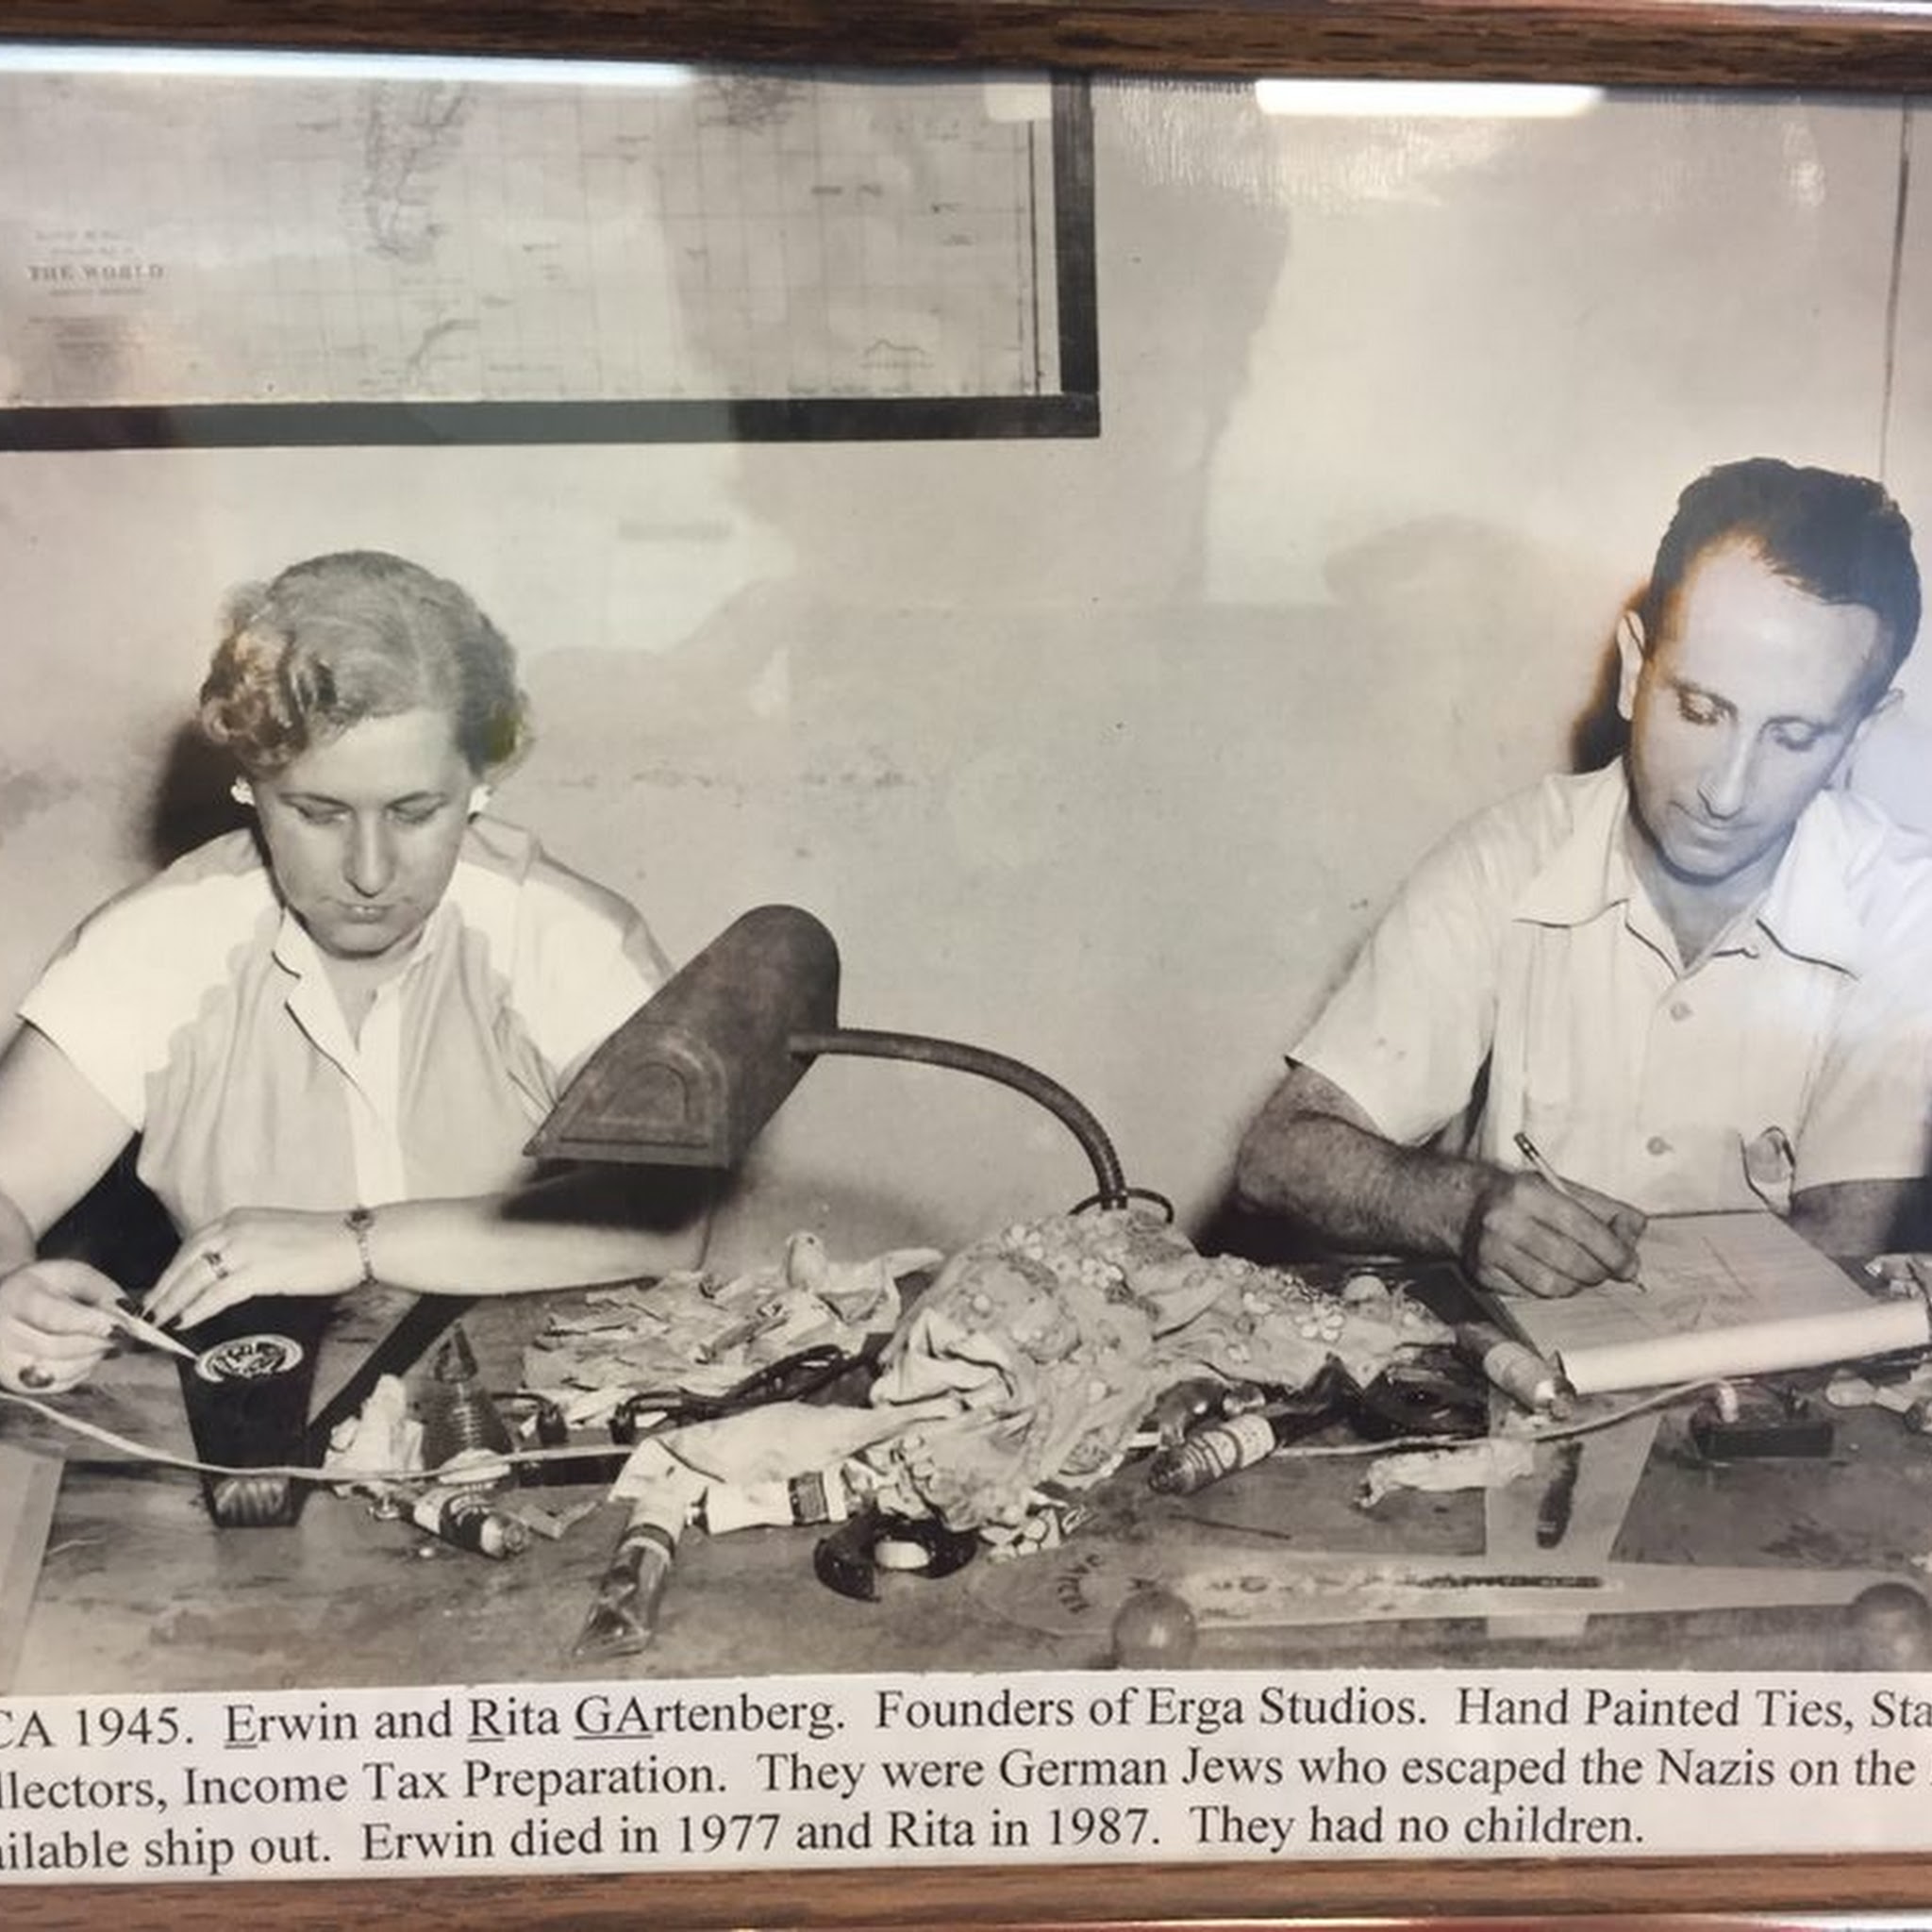 THE WORLD
CA 1945. Erwin and Rita GArtenberg. Founders of Erga Studios. Hand Painted Ties, Sta
llectors, Income Tax Preparation. They were German Jews who escaped the Nazis on the
ilable ship out. Erwin died in 1977 and Rita in 1987. They had no children.